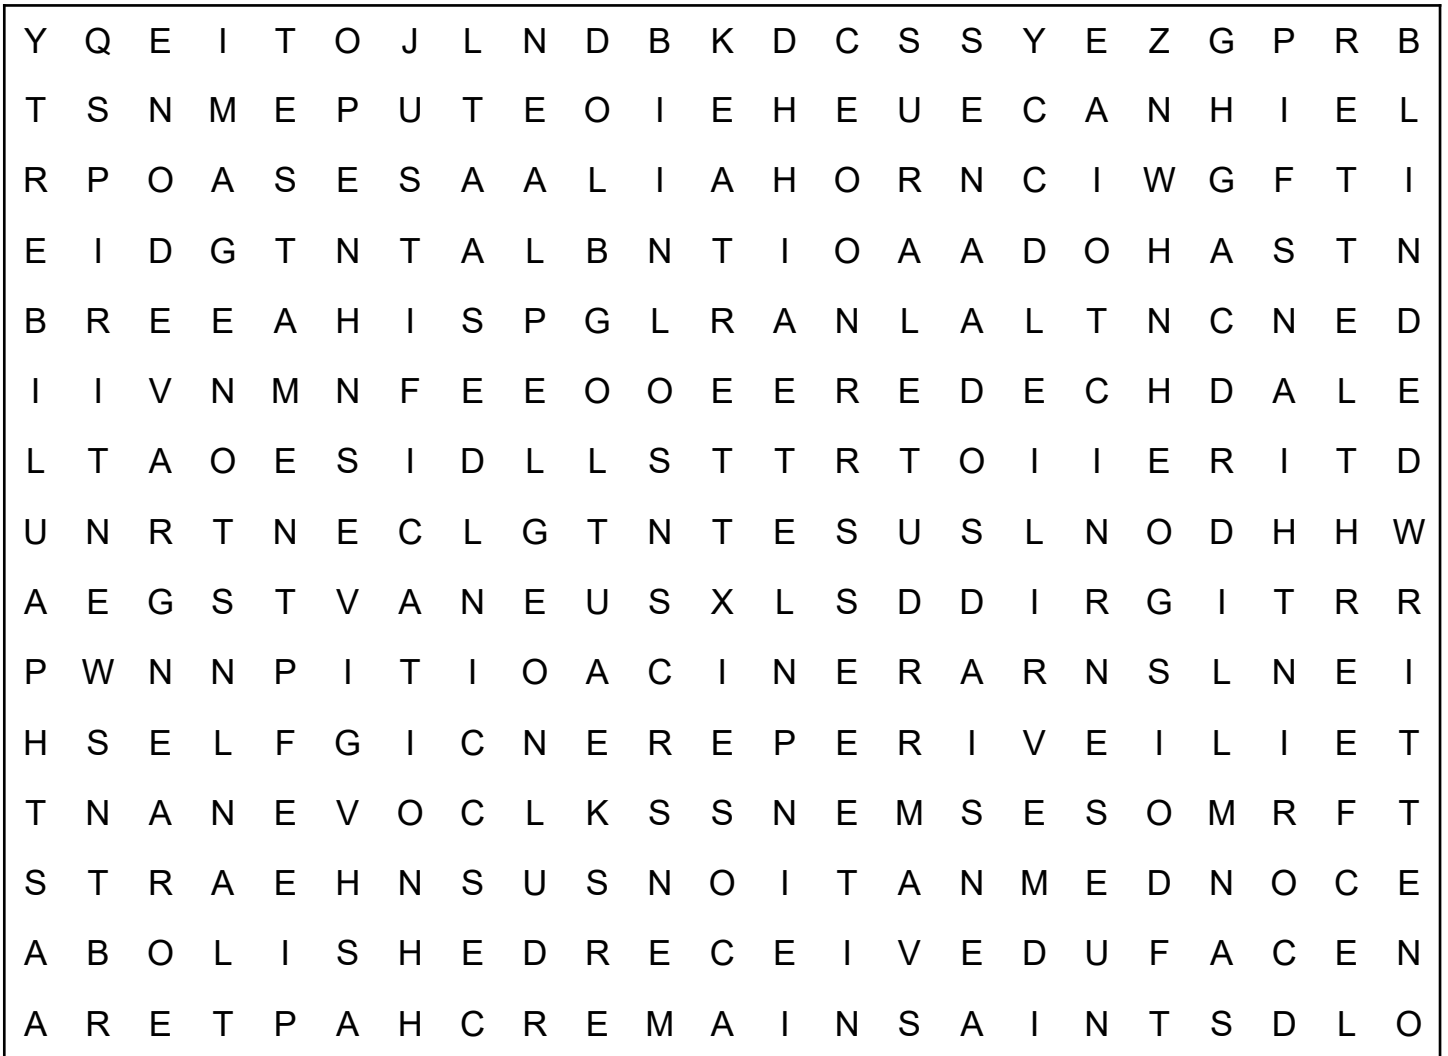 Y Q E I T O J L N D B K D C S S Y E Z G P R B
T S N M E P U T E O I E H E U E C A N H I E L
R P O A S E S A A L I A H O R N C I W G F T I
E I D G T N T A L B N T I O A A D O H A S T N
B R E E A H I S P G L R A N L A L T N C N E D
I I V N M N F E E O O E E R E D E C H D A L E
L T A O E S I D L L S T T R T O I I E R I T D
U N R T N E C L G T N T E S U S L N O D H H W
A E G S T V A N E U S X L S D D I R G I T R R
P W N N P I T I O A C I N E R A R N S L N E I
H S E L F G I C N E R E P E R I V E I L I E T
T N A N E V O C L K S S N E M S E S O M R F T
S T R A E H N S U S N O I T A N M E D N O C E
A B O L I S H E D R E C E I V E D U F A C E N
A R E T P A H C R E M A I N S A I N T S D L O